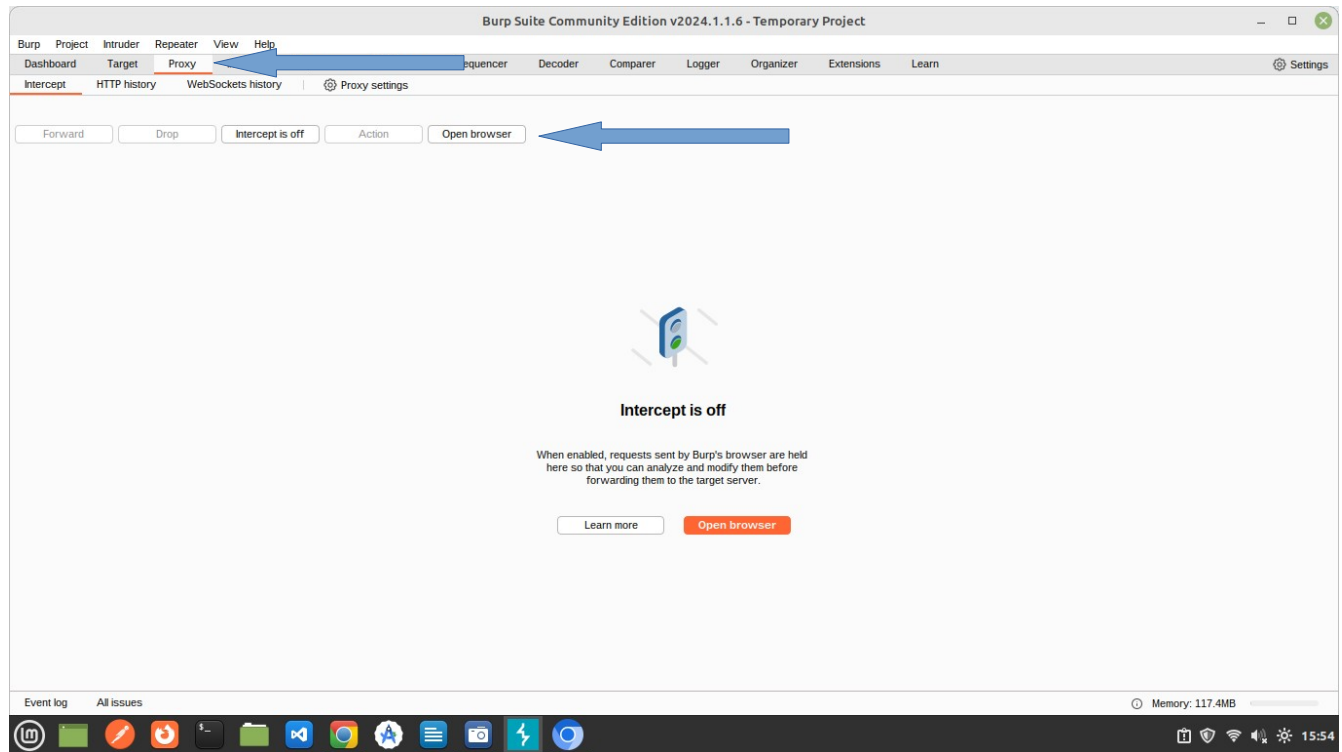 Burp Suite Community Edition v2024.1.1.6 - Temporary Project
Burp Project Intruder Repeater View Help
Dashboard Target Proxy Decoder Comparer Logger Organizer Extensions Learn Settings
Intercept HTTP history WebSockets history Proxy settings
Forward Drop Intercept is off Action Open browser
Intercept is off
When enabled, requests sent by Burp's browser are held
here so that you can analyze and modify them before
forwarding them to the target server.
Learn more Open browser
Event log All issues Memory: 117.4MB
15:54